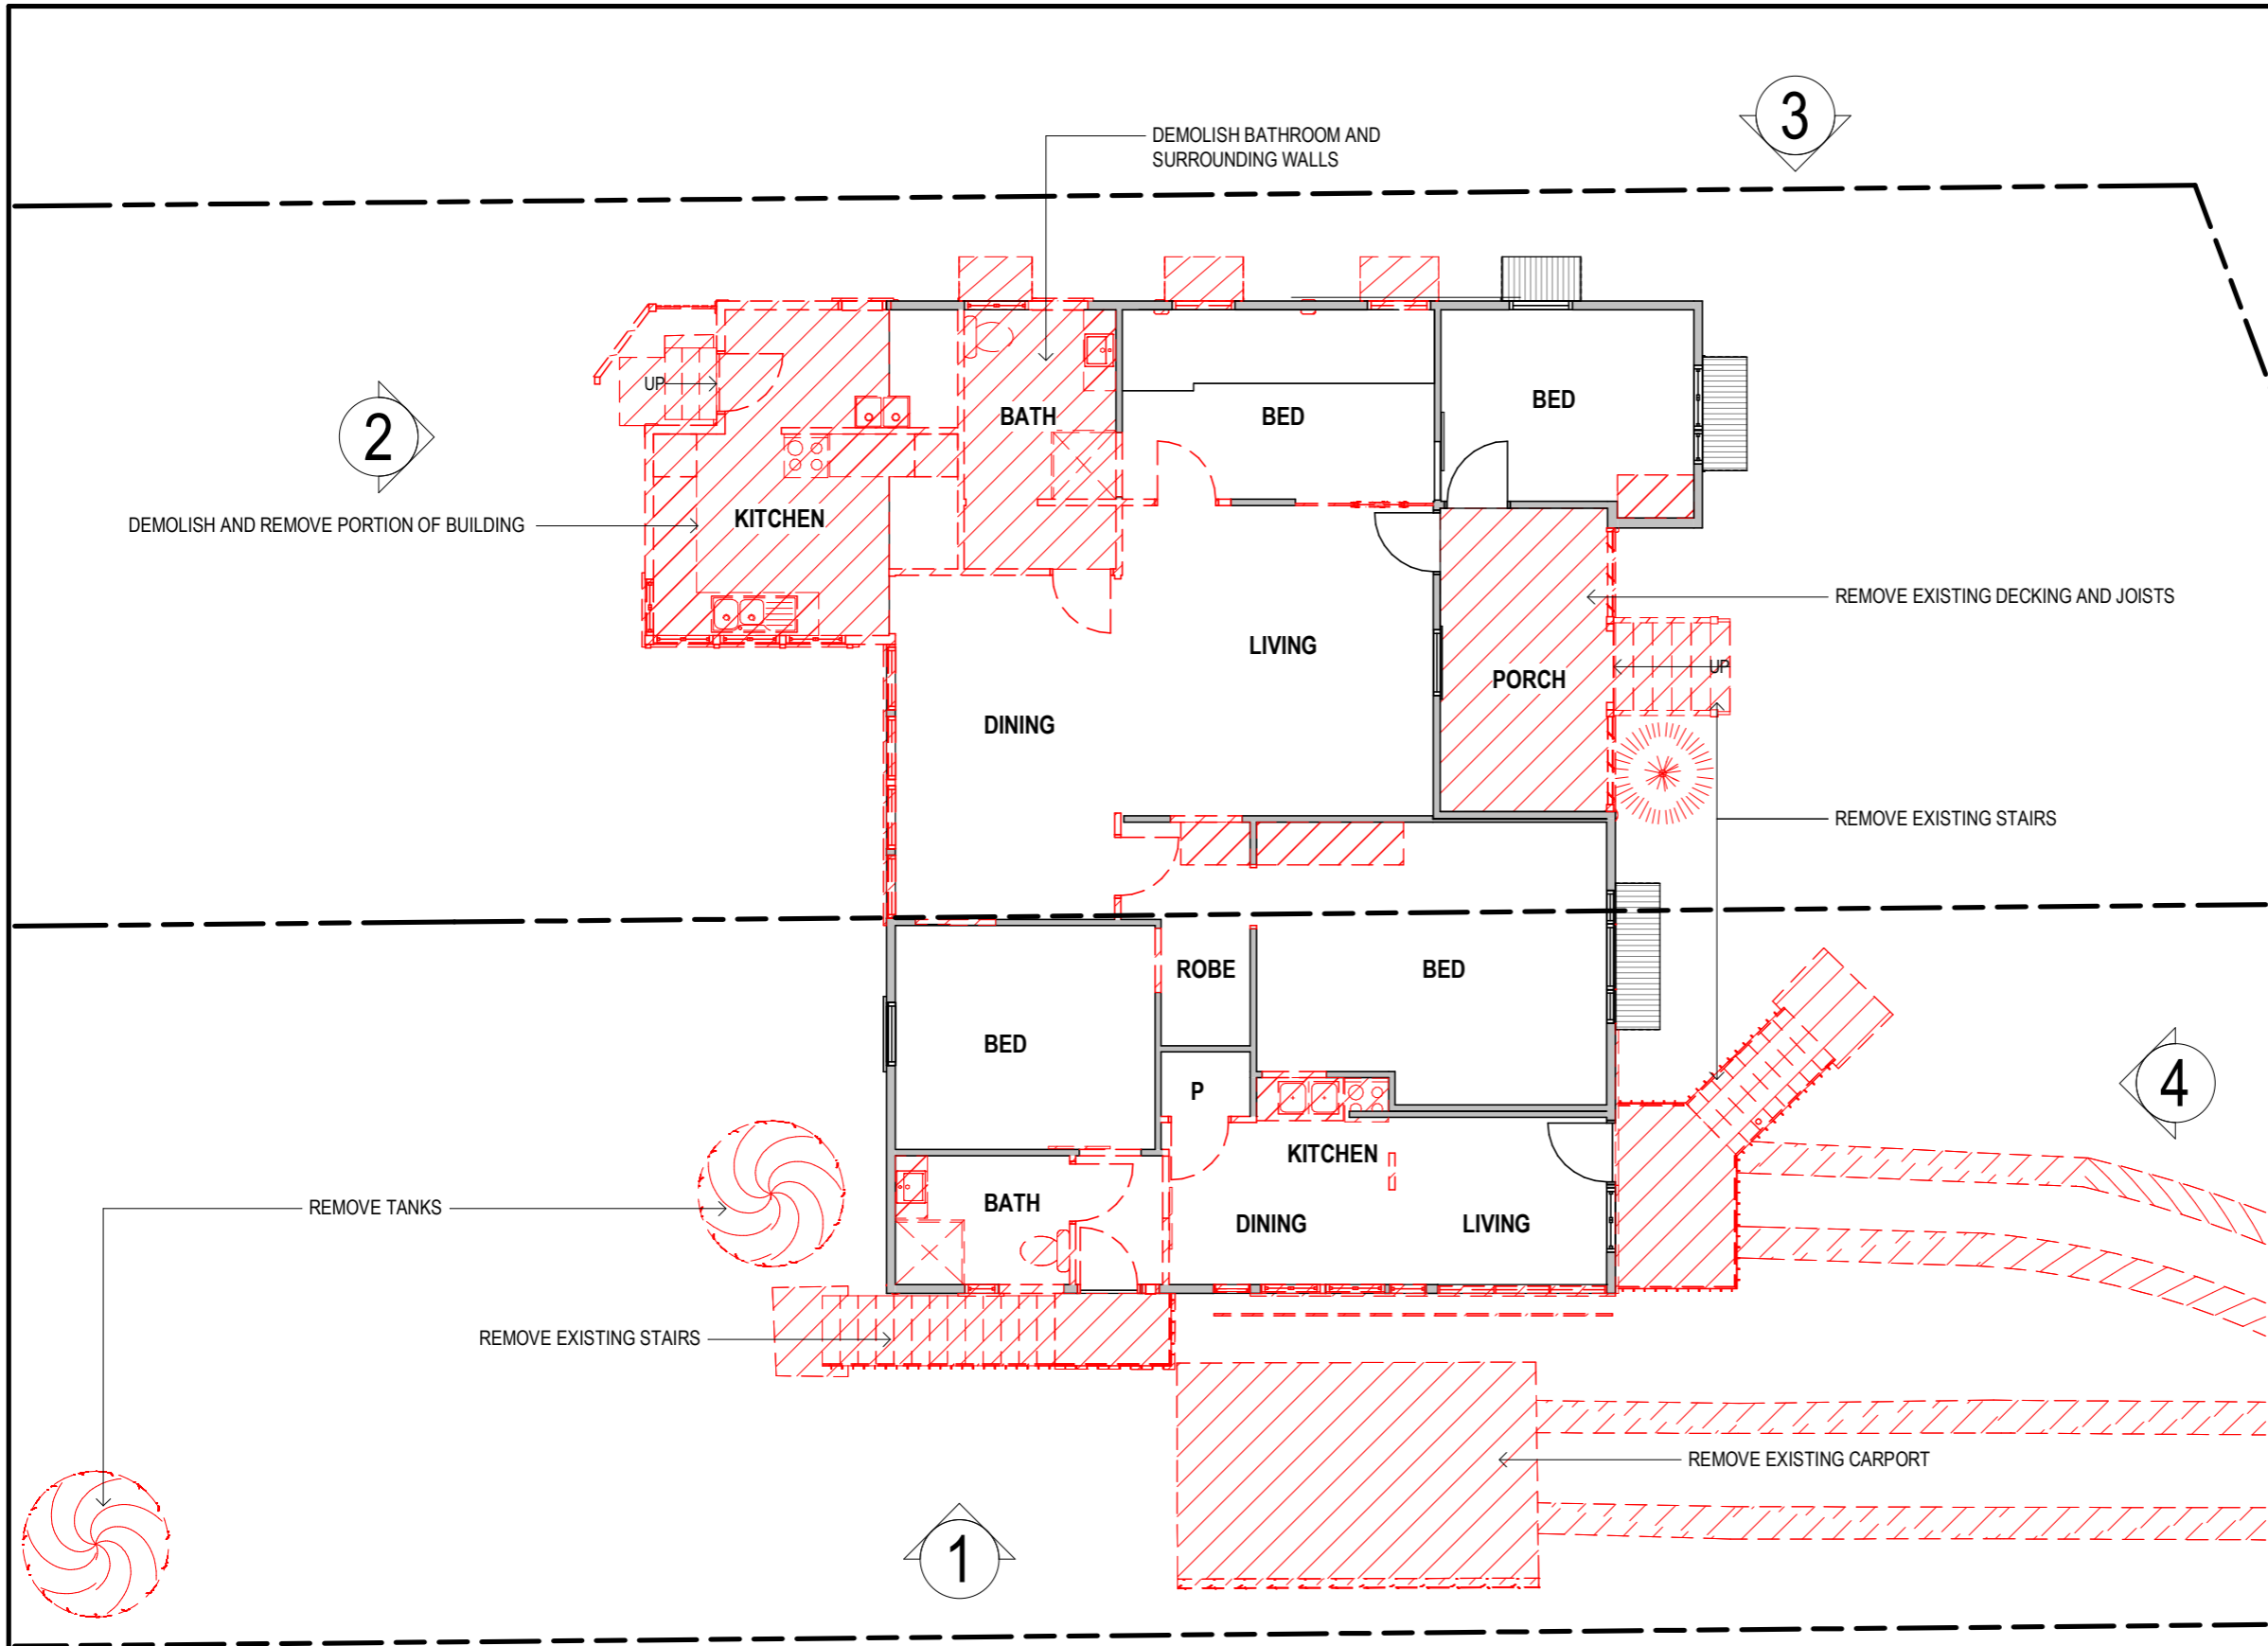 3
DEMOLISH BATHROOM AND
SURROUNDING WALLS
UP
2
BATH
BED
BED
KITCHEN
DEMOLISH AND REMOVE PORTION OF BUILDING
REMOVE EXISTING DECKING AND JOISTS
LIVING
UP
PORCH
DINING
REMOVE EXISTING STAIRS
ROBE
BED
BED
P
4
KITCHEN
BATH
REMOVE TANKS
DINING
LIVING
REMOVE EXISTING STAIRS
REMOVE EXISTING CARPORT
1